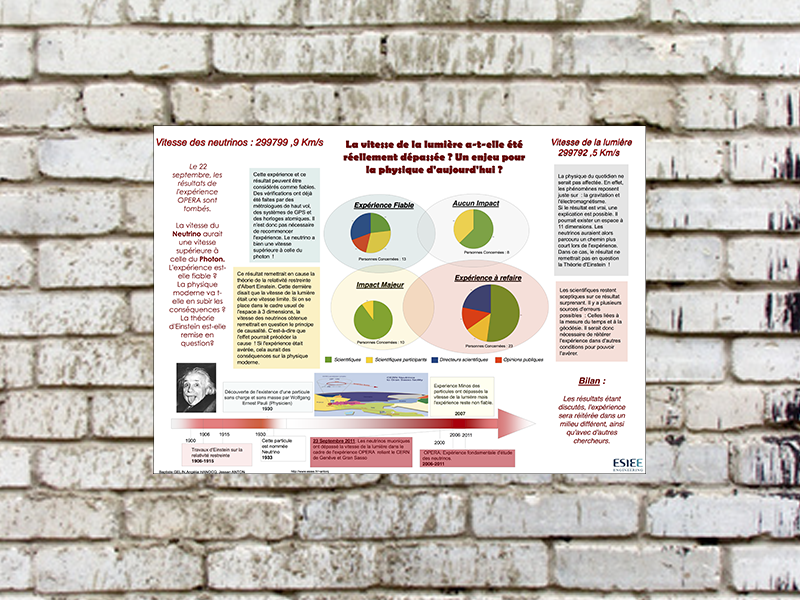 Vitesse des neutrinos : 299799 ,9 Km/s
La vitesse de la lumière a-t-elle été
réellement dépassée ? Un enjeu pour
la physique d'aujourd'hui ?
Vitesse de la lumière
299792 ,5 Km/s
Le 22
septembre, les
résultats de
l'expérience
OPERA sont
tombés.
La vitesse du
Neutrino aurait
une vitesse
supérieure à
celle du Photon.
L'expérience est-
elle fiable ?
La physique
moderne va t-
elle en subir les
conséquences ?
La théorie
d'Einstein est-elle
remise en
question?
Cette expérience et ce
résultat peuvent être
considérés comme fiables.
Des vérifications ont déjà
été faites par des
métrologues de haut vol,
des systèmes de GPS et
des horloges atomiques. Il
n'est donc pas nécessaire
de recommencer
l'expérience. Le neutrino a
bien une vitesse
supérieure à celle du
photon !
Ce résultat remettrait en cause la
théorie de la relativité restreinte
d'Albert Einstein. Cette dernière
disait que la vitesse de la lumière
était une vitesse limite. Si on se
place dans le cadre usuel de
l'espace à 3 dimensions, la
vitesse des neutrinos obtenue
remettrait en question le principe
de causalité. C'est-à-dire que
l'effet pourrait précéder la
cause ! Si l'expérience était
avérée, cela aurait des
conséquences sur la physique
moderne.
Expérience Fiable
Personnes Concernées : 13
Aucun Impact
Personnes Concernées : 8
Impact Majeur
Personnes Concernées : 10
Expérience à refaire
Personnes Concernées : 23
Scientifiques
Scientifiques participants
Directeurs scientifiques
Opinions publiques
La physique du quotidien ne
serait pas affectée. En effet,
les phénomènes reposent
juste sur : la gravitation et
l'électromagnétisme.
Si le résultat est vrai, une
explication est possible. Il
pourrait exister un espace à
11 dimensions. Les
neutrinos auraient alors
parcouru un chemin plus
court lors de l'expérience.
Dans ce cas, le résultat ne
remettrait pas en question
la Théorie d'Einstein !
Les scientifiques restent
sceptiques sur ce résultat
surprenant. Il y a plusieurs
sources d'erreurs
possibles : Celles liées à
la mesure du temps et à la
géodésie. Il serait donc
nécessaire de réitérer
l'expérience dans d'autres
conditions pour pouvoir
l'avérer.
Bilan :
Les résultats étant
discutés, l'expérience
sera réitérée dans un
milieu différent, ainsi
qu'avec d'autres
chercheurs.
Découverte de l'existence d'une particule
sans charge et sans masse par Wolfgang
Ernest Pauli (Physicien)
1930
Experience Minos des
particules ont dépassés la
vitesse de la lumière mais
l'expérience reste non fiable.
2007
1900
1906
1915
1930
2000
2006 2011
Travaux d'Einstein sur la
relativité restreinte
1906-1915
Cette particule
est nommée
Neutrino
1933
23 Septembre 2011: Les neutrinos muoniques
ont dépassé la vitesse de la lumière dans le
cadre de l'expérience OPERA reliant le CERN
de Genève et Gran Sasso
OPERA: Expérience fondamentale d'étude
des neutrinos.
2006-2011
ESIEE
ENGINEERING